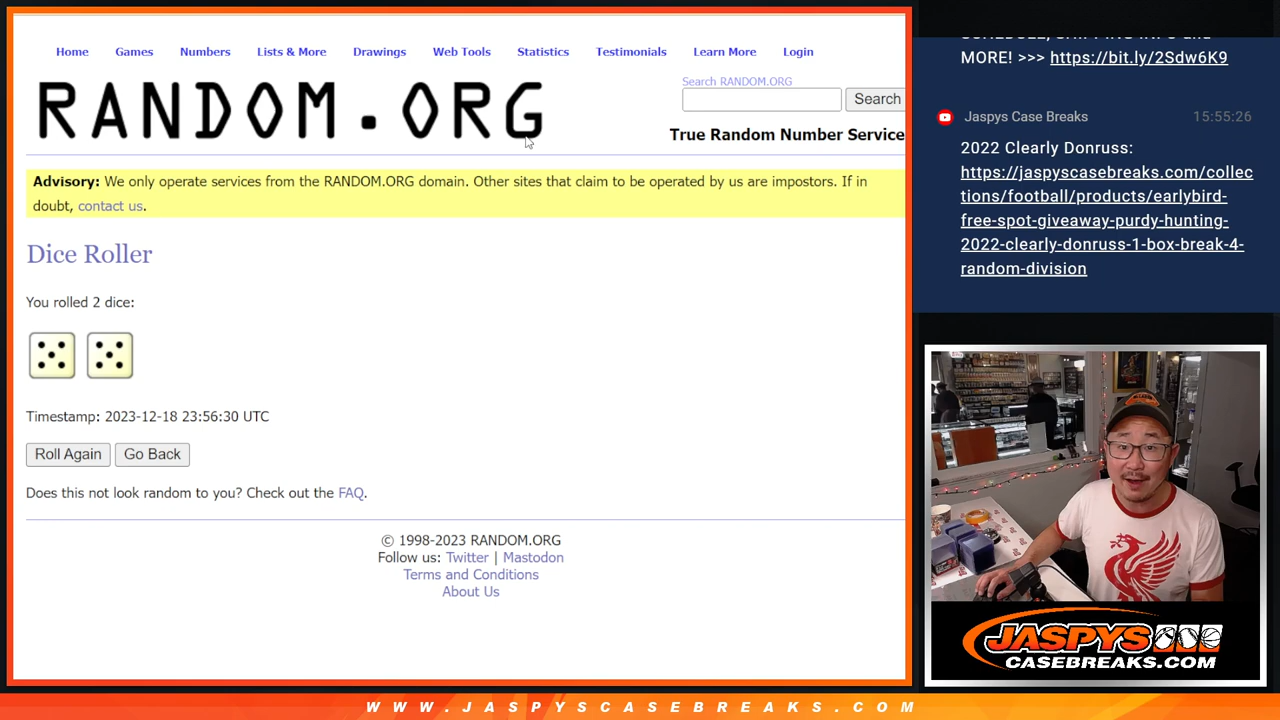 Home Games Numbers Lists & More Drawings Web Tools Statistics Testimonials Learn More Login
RANDOM.ORG
Search RANDOM.ORG
Search
True Random Number Service
Advisory: We only operate services from the RANDOM.ORG domain. Other sites that claim to be operated by us are impostors. If in
doubt, contact us.
Dice Roller
You rolled 2 dice:
Timestamp: 2023-12-18 23:56:30 UTC
Roll Again Go Back
Does this not look random to you? Check out the FAQ.
© 1998-2023 RANDOM.ORG
Follow us: Twitter | Mastodon
Terms and Conditions
About Us
MORE! >>> https://bit.ly/2Sdw6K9
Jaspys Case Breaks 15:55:26
2022 Clearly Donruss:
https://jaspyscasebreaks.com/collec
tions/football/products/earlybird-
free-spot-giveaway-purdy-hunting-
2022-clearly-donruss-1-box-break-4-
random-division
JASPYS
CASEBREAKS.COM
WWW.JASPYSCASEBREAKS.COM